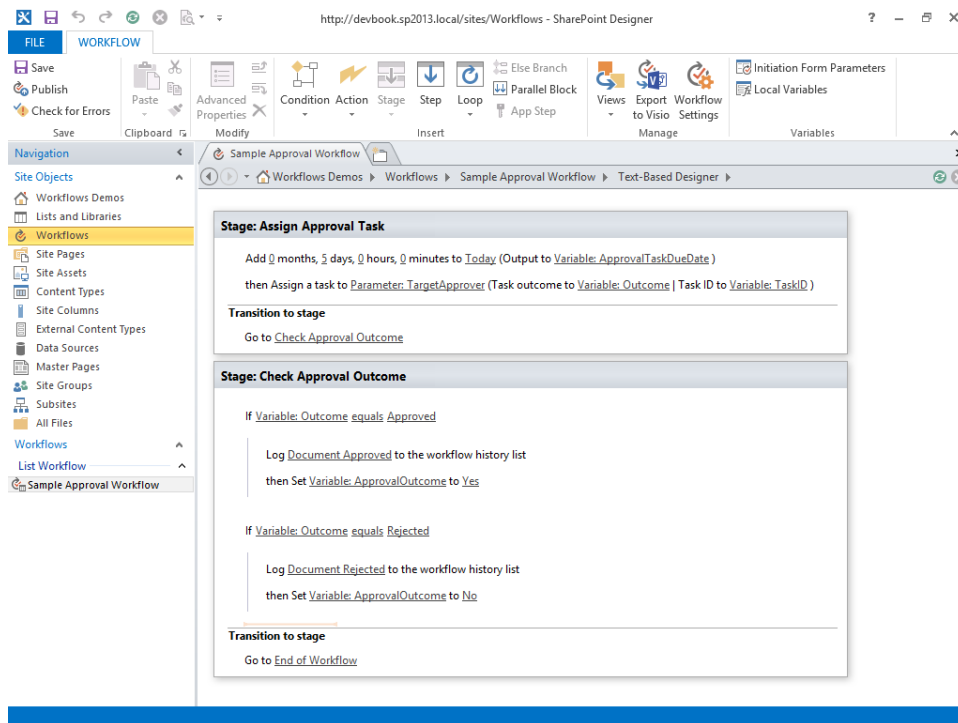 http://devbook.sp2013.local/sites/Workflows - SharePoint Designer
?
FILE WORKFLOW
Save
Publish
Check for Errors
Save
Paste
Clipboard
Advanced Properties
Modify
Condition Action Stage Step Loop
Else Branch
Parallel Block
App Step
Insert
Views Export to Visio Workflow Settings
Manage
Initiation Form Parameters
Local Variables
Variables
Navigation
Site Objects
Workflows Demos
Lists and Libraries
Workflows
Site Pages
Site Assets
Content Types
Site Columns
External Content Types
Data Sources
Master Pages
Site Groups
Subsites
All Files
Workflows
List Workflow
Sample Approval Workflow
Sample Approval Workflow
Workflows Demos Workflows Sample Approval Workflow Text-Based Designer
Stage: Assign Approval Task
Add 0 months, 5 days, 0 hours, 0 minutes to Today (Output to Variable: ApprovalTaskDueDate )
then Assign a task to Parameter: TargetApprover (Task outcome to Variable: Outcome | Task ID to Variable: TaskID )
Transition to stage
Go to Check Approval Outcome
Stage: Check Approval Outcome
If Variable: Outcome equals Approved
Log Document Approved to the workflow history list
then Set Variable: ApprovalOutcome to Yes
If Variable: Outcome equals Rejected
Log Document Rejected to the workflow history list
then Set Variable: ApprovalOutcome to No
Transition to stage
Go to End of Workflow